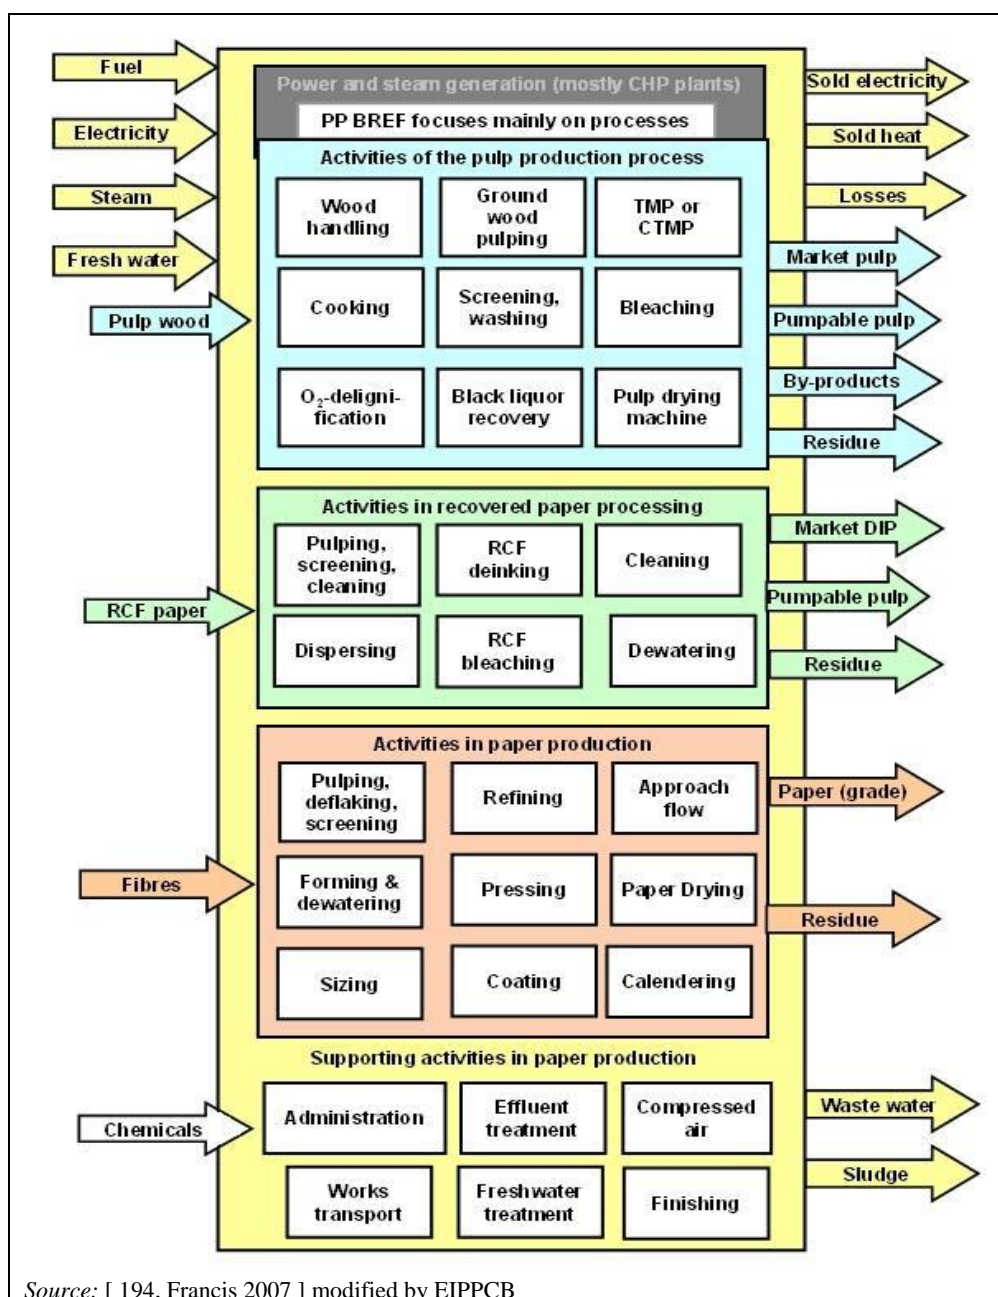 Fuel
Electricity
Steam
Fresh water
Pulp wood
RCF paper
Fibres
Chemicals
Power and steam generation (mostly CHP plants)
PP BREF focuses mainly on processes
Activities of the pulp production process
Wood
handling
Ground
wood
pulping
TMP or
CTMP
Cooking
Screening,
washing
Bleaching
O₂-deligni-
fication
Black liquor
recovery
Pulp drying
machine
Activities in recovered paper processing
Pulping,
screening,
cleaning
RCF
deinking
Cleaning
Dispersing
RCF
bleaching
Dewatering
Activities in paper production
Pulping,
deflaking,
screening
Refining
Approach
flow
Forming &
dewatering
Pressing
Paper Drying
Sizing
Coating
Calendering
Supporting activities in paper production
Administration
Effluent
treatment
Compressed
air
Works
transport
Freshwater
treatment
Finishing
Sold electricity
Sold heat
Losses
Market pulp
Pumpable pulp
By-products
Residue
Market DIP
Pumpable pulp
Residue
Paper (grade)
Residue
Waste water
Sludge
Source: [ 194, Francis 2007 ] modified by EIPPCB